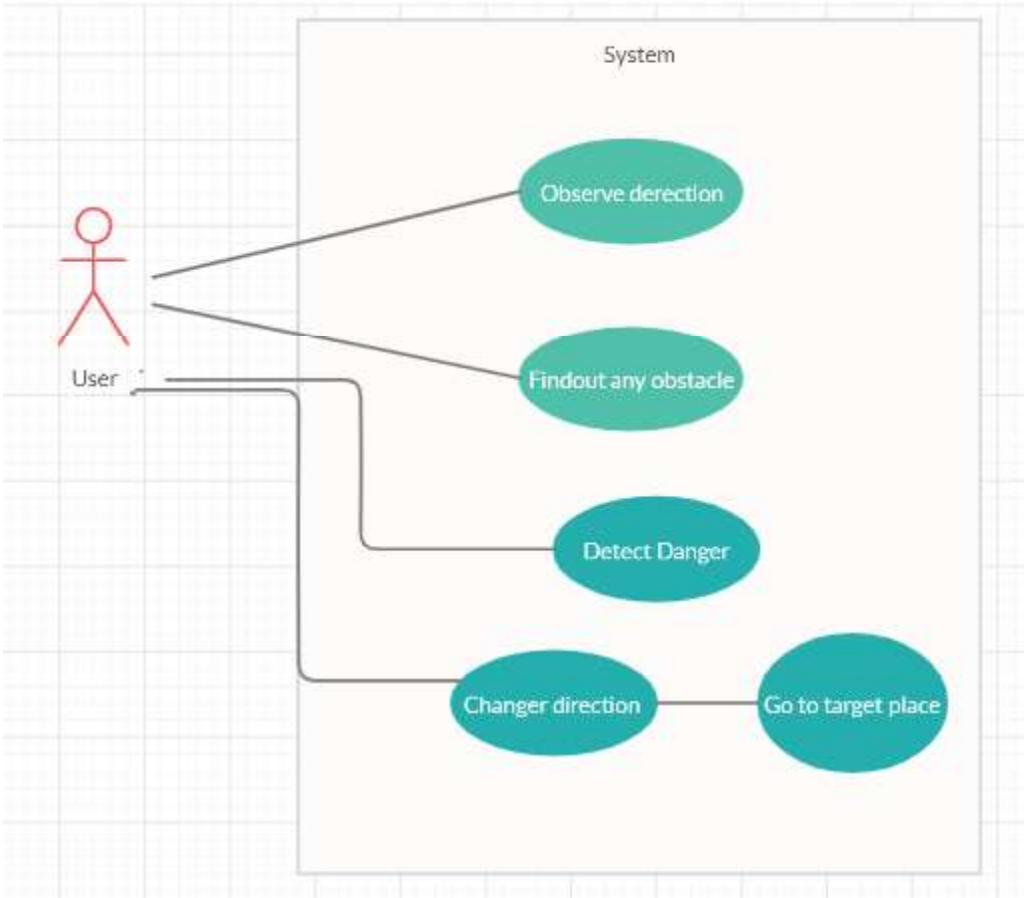 System
Observe derection
Findout any obstacle
User
Detect Danger
Changer direction
Go to target place